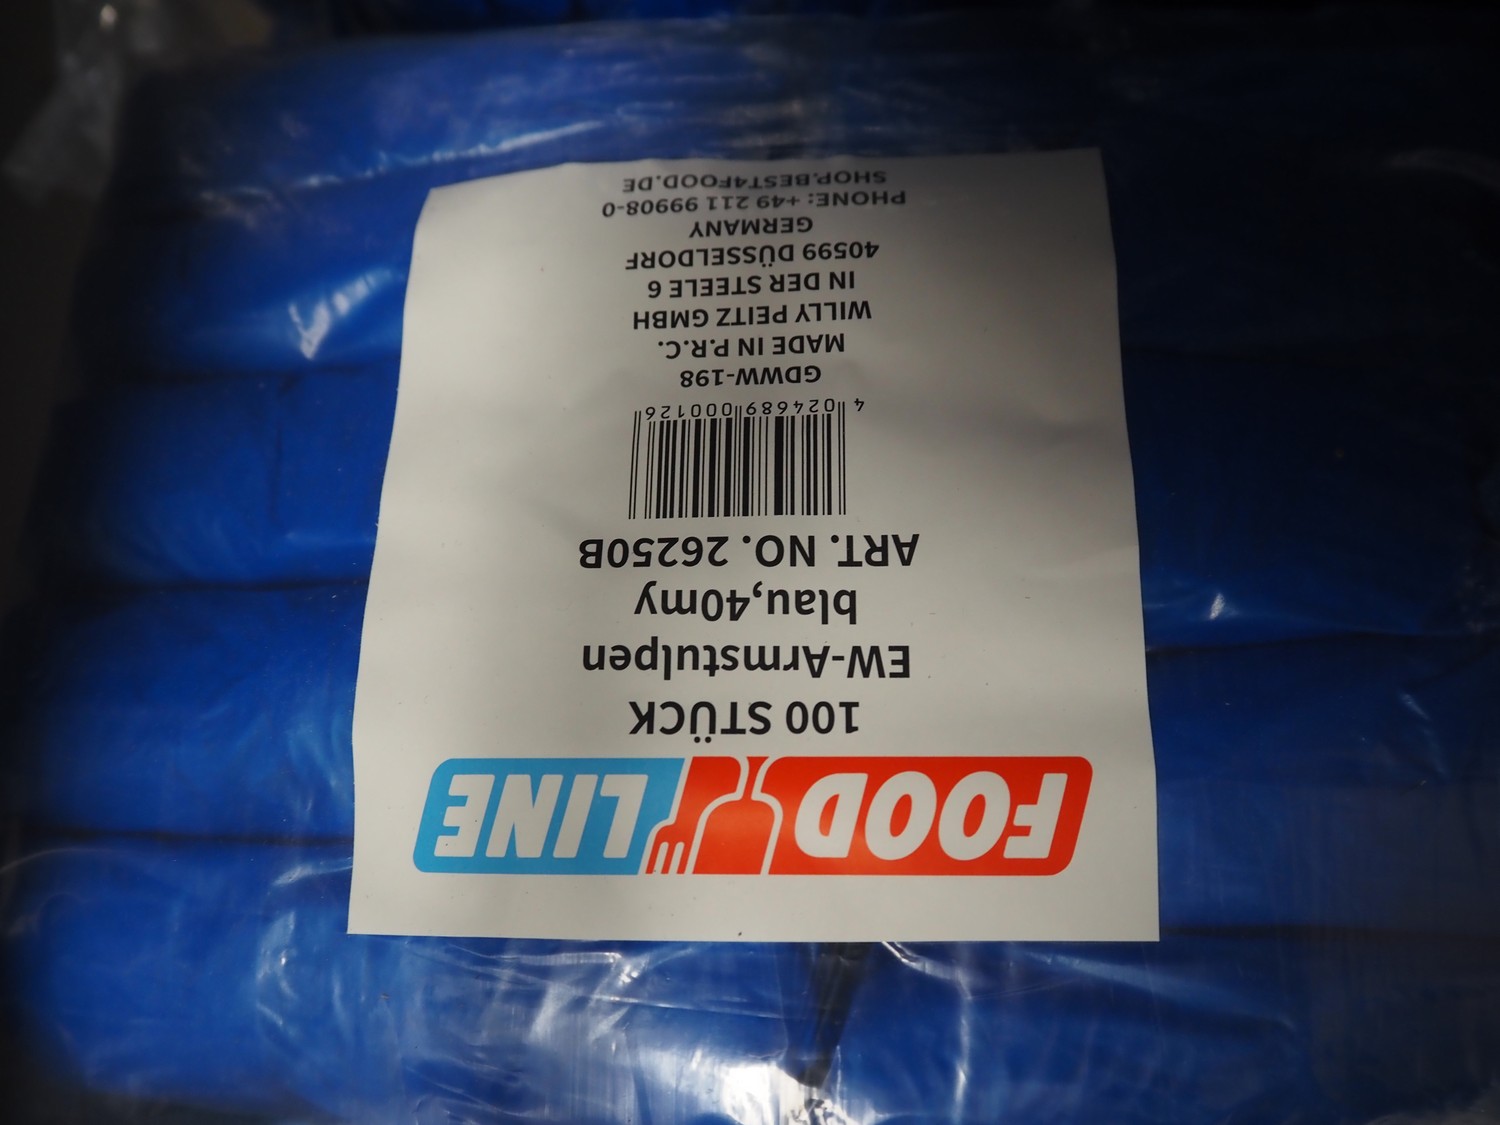 FOOD LINE
100 STÜCK
EW-Armstulpen
blau,40my
ART. NO. 26250B
4 024689 000126
GDWW-198
MADE IN P.R.C.
WILLY PEITZ GMBH
IN DER STEELE 6
40599 DÜSSELDORF
GERMANY
PHONE: +49 211 99908-0
SHOP.BEST4FOOD.DE